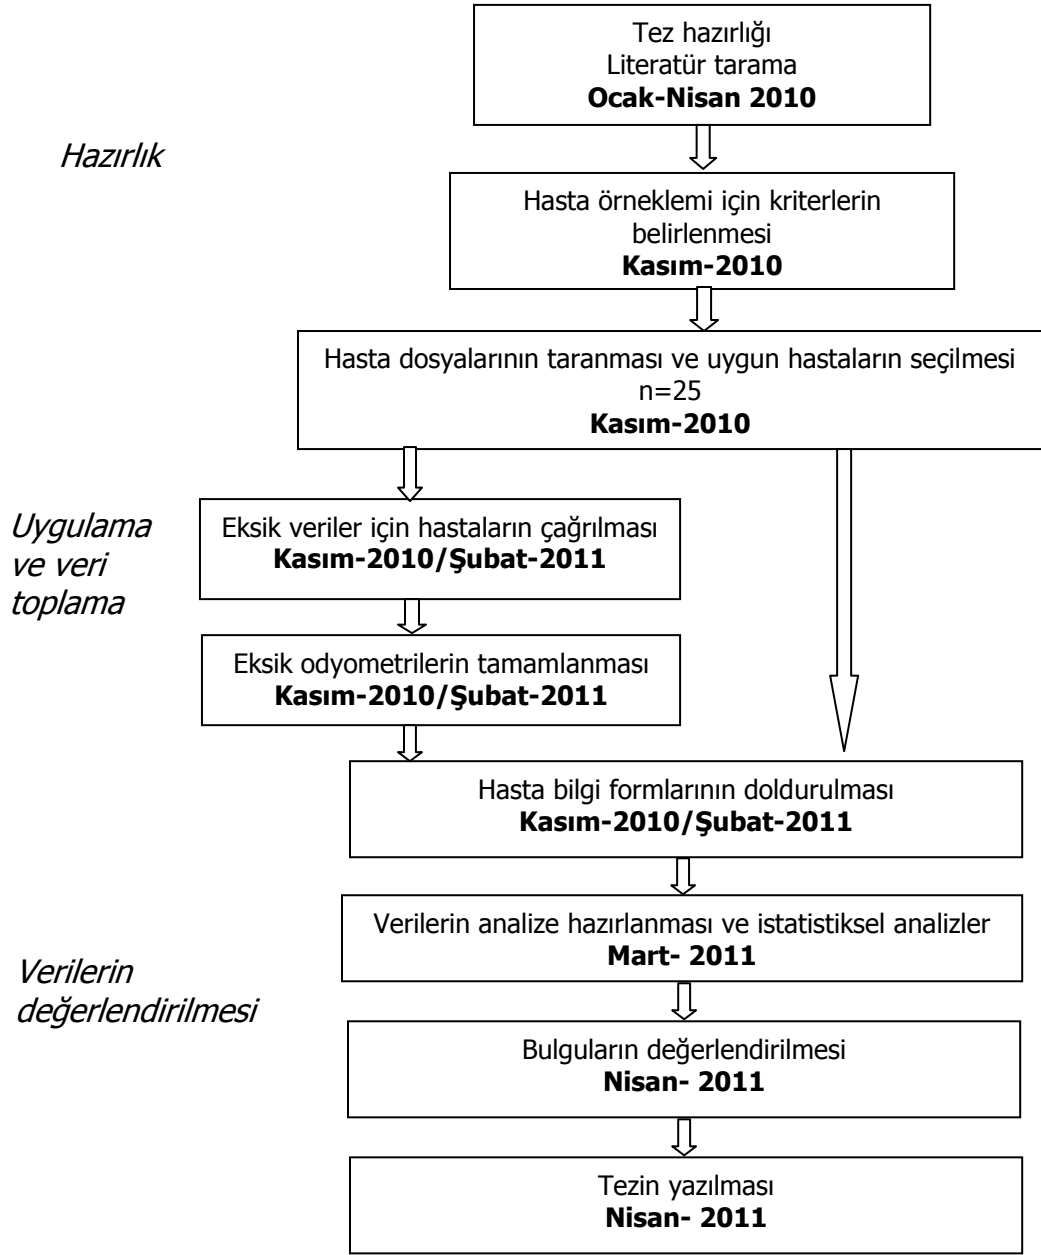 Tez hazırlığı
Literatür tarama
Ocak-Nisan 2010
Hazırlık
Hasta örneklemi için kriterlerin
belirlenmesi
Kasım-2010
Hasta dosyalarının taranması ve uygun hastaların seçilmesi
n=25
Kasım-2010
Uygulama
ve veri
toplama
Eksik veriler için hastaların çağrılması
Kasım-2010/Şubat-2011
Eksik odyometrilerin tamamlanması
Kasım-2010/Şubat-2011
Hasta bilgi formlarının doldurulması
Kasım-2010/Şubat-2011
Verilerin analize hazırlanması ve istatistiksel analizler
Mart- 2011
Verilerin
değerlendirilmesi
Bulguların değerlendirilmesi
Nisan- 2011
Tezin yazılması
Nisan- 2011